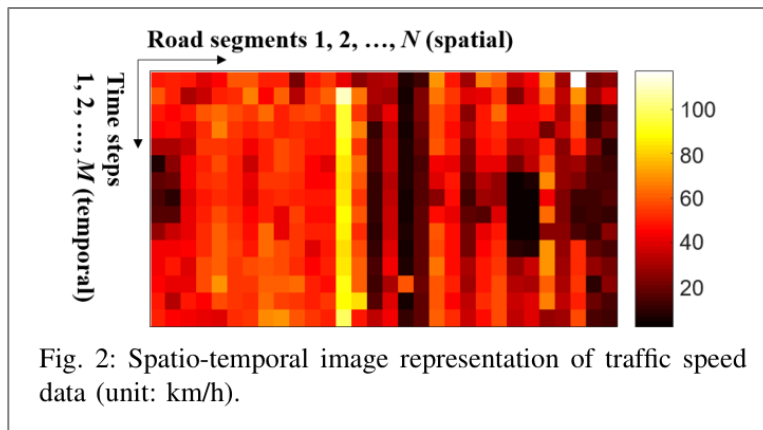 Road segments 1, 2, …, N (spatial)
Time steps
1, 2, …, M (temporal)
100
80
60
40
20
Fig. 2: Spatio-temporal image representation of traffic speed
data (unit: km/h).